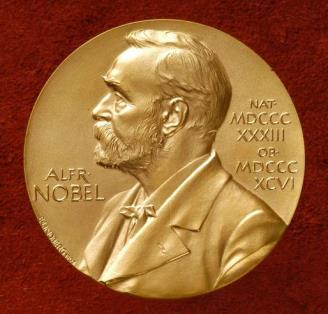 ALFR·
NOBEL
NAT·
MDCCC
XXXIII
OB·
MDCCC
XCVI